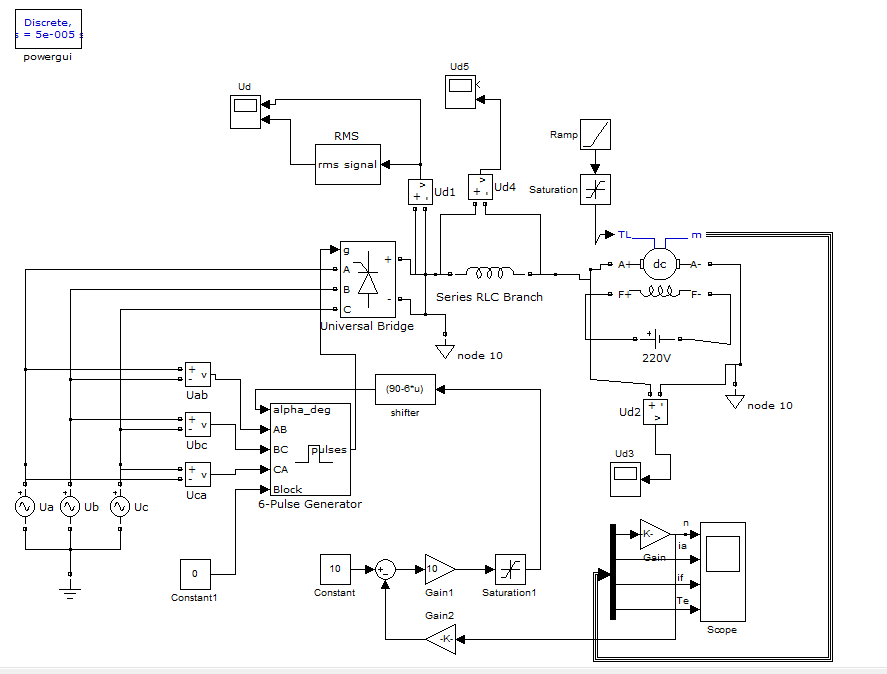 Discrete,
s = 5e-005 s
powergui
Ud
Ud5
RMS
rms signal
Ramp
Saturation
> + -
Ud1
> + -
Ud4
TL
m
g
A
B
C
+
-
Universal Bridge
Series RLC Branch
A+
dc
A-
F+
F-
+
220V
node 10
node 10
+ - v
Uab
+ - v
Ubc
+ - v
Uca
(90-6*u)
shifter
alpha_deg
AB
BC
CA
Block
pulses
6-Pulse Generator
+ - >
Ud2
Ud3
+
Ua
+
Ub
+
Uc
0
Constant1
10
Constant
+ -
10
Gain1
Saturation1
Gain2
-K-
-K-
Gain
n
ia
if
Te
Scope